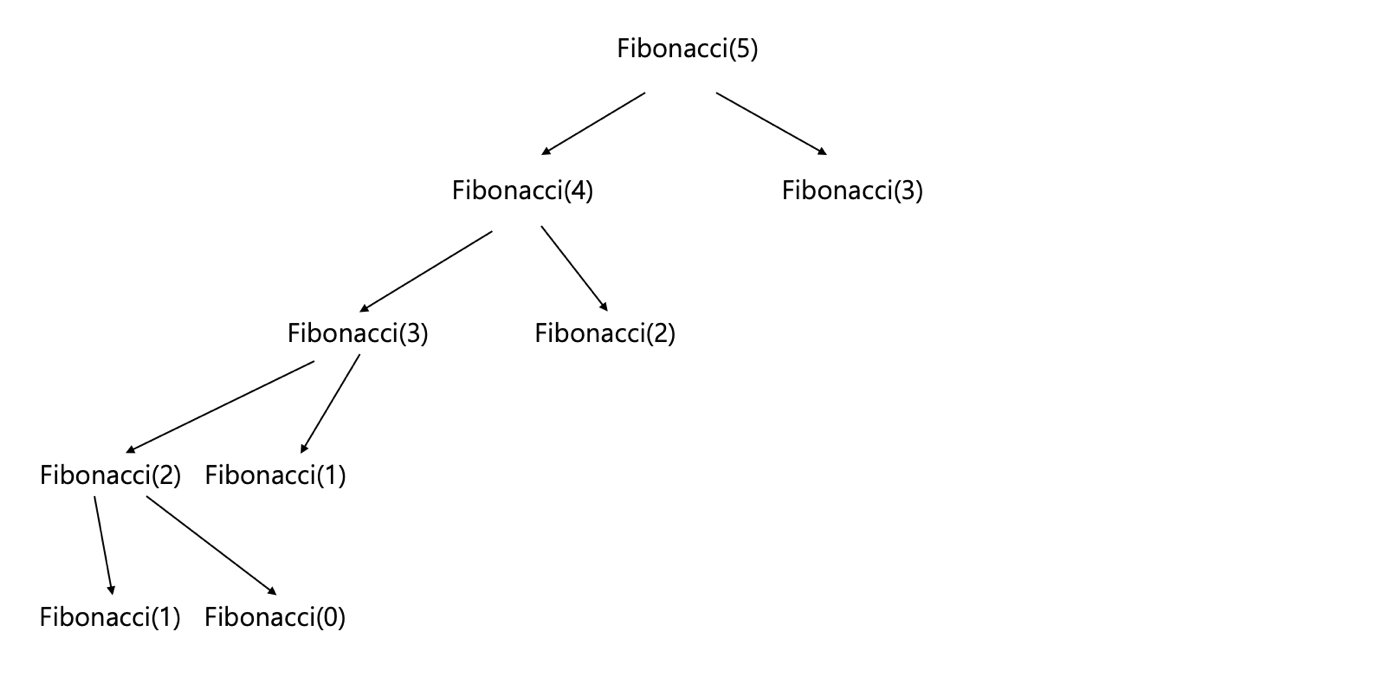 Fibonacci(5)
Fibonacci(4)
Fibonacci(3)
Fibonacci(3)
Fibonacci(2)
Fibonacci(2)
Fibonacci(1)
Fibonacci(1)
Fibonacci(0)